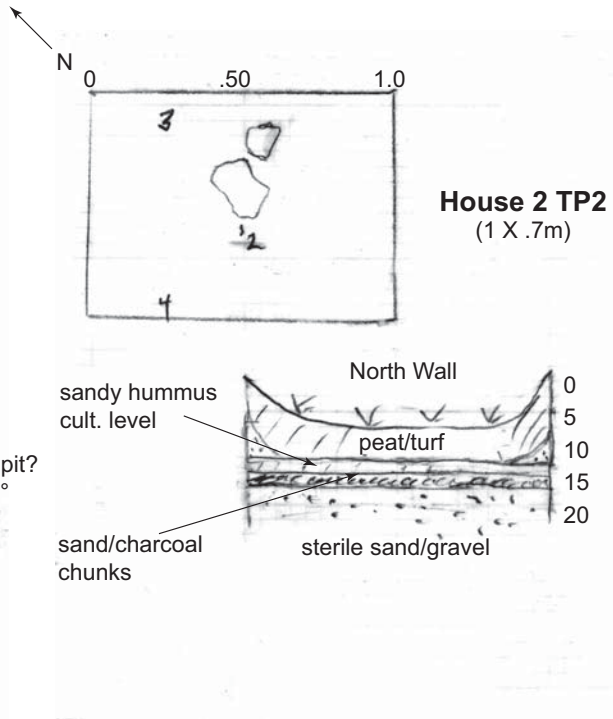 N
0 .50 1.0
3
2
4
House 2 TP2
(1 X .7m)
North Wall
sandy hummus
cult. level
peat/turf
0
5
10
15
20
pit?
°
sand/charcoal
chunks
sterile sand/gravel